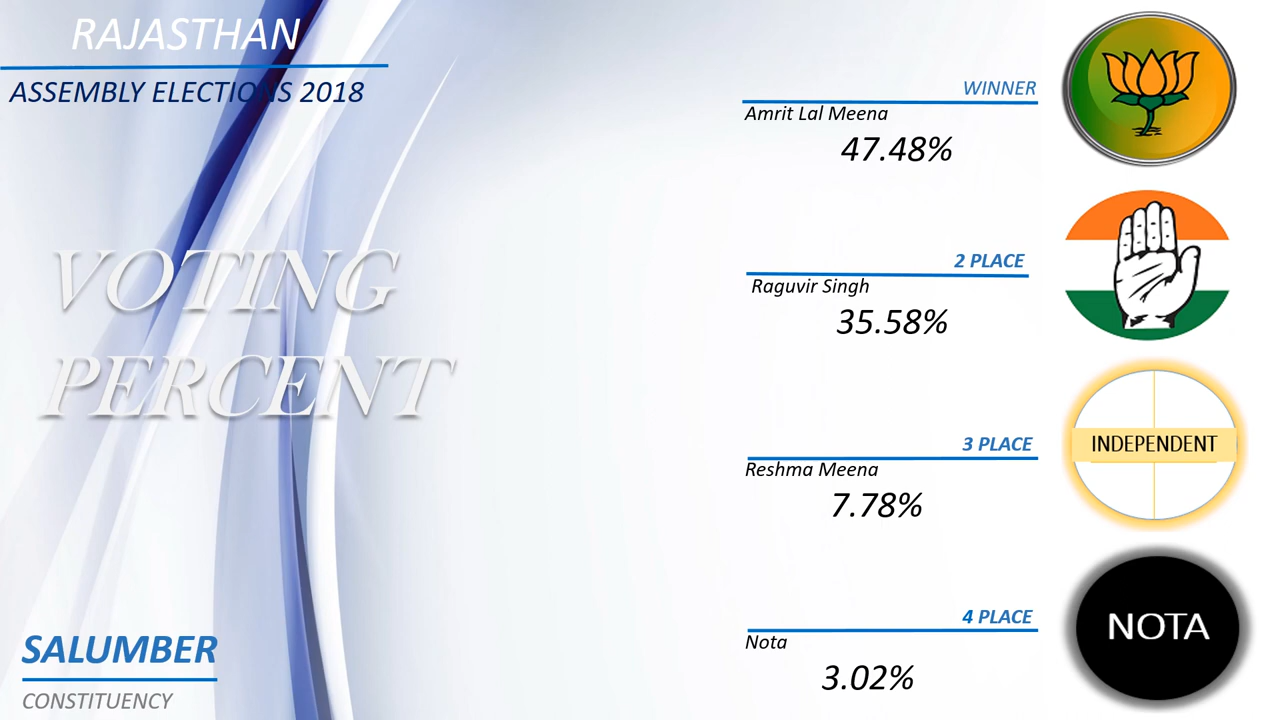 RAJASTHAN
ASSEMBLY ELECTIONS 2018
VOTING
PERCENT
SALUMBER
CONSTITUENCY
WINNER
Amrit Lal Meena
47.48%
2 PLACE
Raguvir Singh
35.58%
3 PLACE
Reshma Meena
7.78%
INDEPENDENT
4 PLACE
Nota
3.02%
NOTA